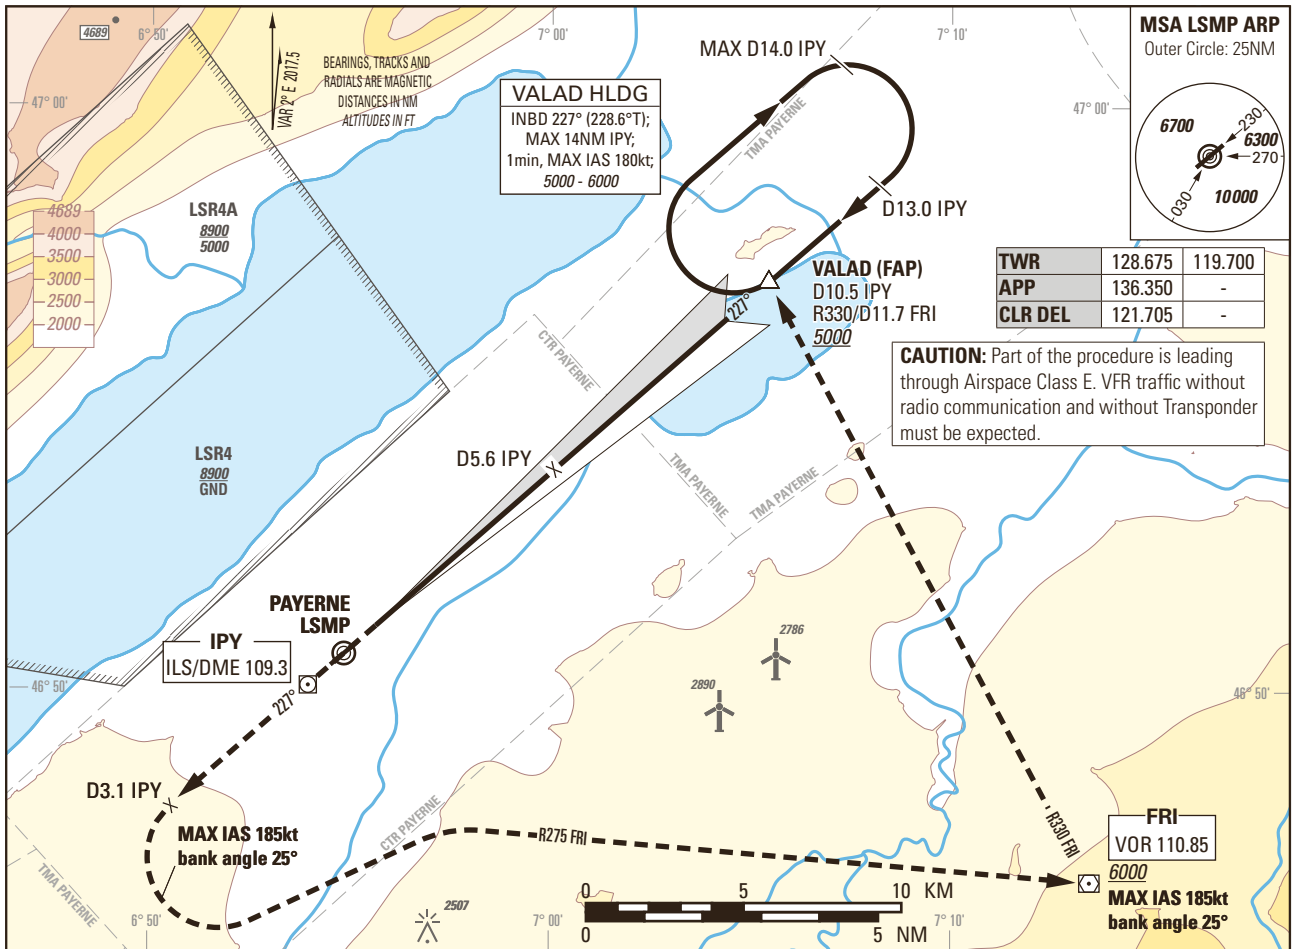 4689
6° 50'
7° 00'
7° 10'
VAR 2° E 2017.5
BEARINGS, TRACKS AND
RADIALS ARE MAGNETIC
DISTANCES IN NM
ALTITUDES IN FT
47° 00'
47° 00'
VALAD HLDG
INBD 227° (228.6°T);
MAX 14NM IPY;
1min, MAX IAS 180kt;
5000 - 6000
MAX D14.0 IPY
TMA PAYERNE
D13.0 IPY
MSA LSMP ARP
Outer Circle: 25NM
6700
230
6300
270
10000
030
TWR 128.675 119.700
APP 136.350 -
CLR DEL 121.705 -
CAUTION: Part of the procedure is leading
through Airspace Class E. VFR traffic without
radio communication and without Transponder
must be expected.
LSR4A
8900
5000
4689
4000
3500
3000
2500
2000
VALAD (FAP)
D10.5 IPY
R330/D11.7 FRI
5000
227°
CTR PAYERNE
D5.6 IPY
TMA PAYERNE
TMA PAYERNE
LSR4
8900
GND
PAYERNE
LSMP
IPY
ILS/DME 109.3
227°
2786
2890
46° 50'
46° 50'
D3.1 IPY
MAX IAS 185kt
bank angle 25°
CTR PAYERNE
R275 FRI
R330 FRI
FRI
VOR 110.85
6000
MAX IAS 185kt
bank angle 25°
TMA PAYERNE
2507
0 5 10 KM
0 5 NM
6° 50'
7° 00'
7° 10'